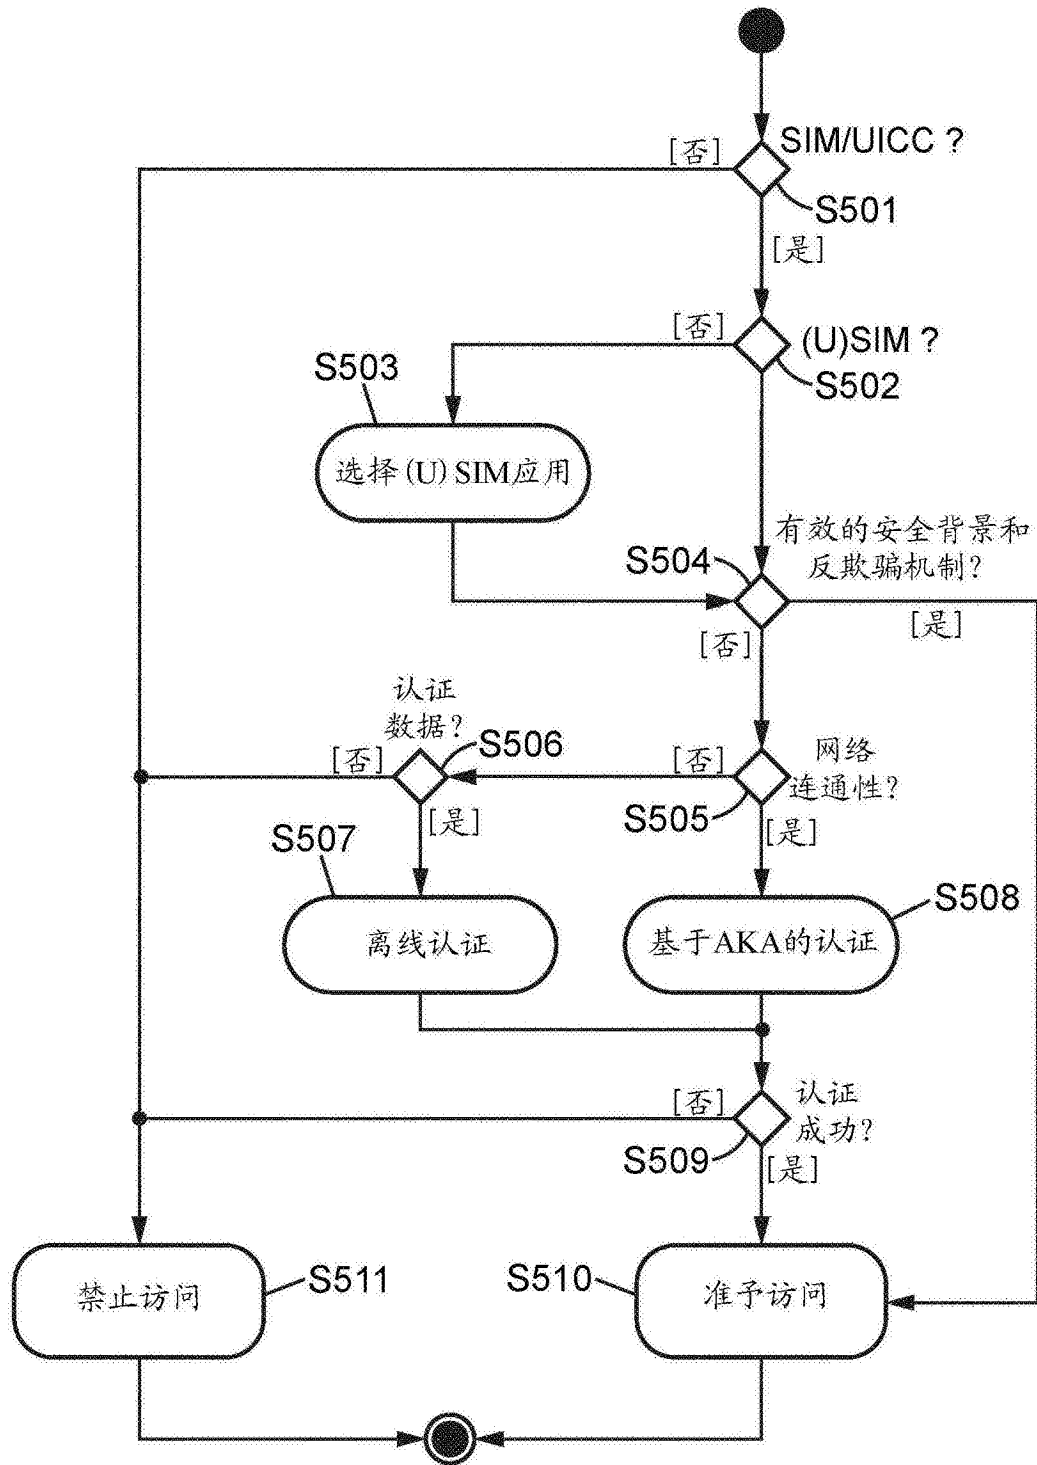 SIM/UICC ?
[否]
S501
[是]
[否]
(U)SIM ?
S502
S503
选择(U) SIM应用
有效的安全背景和
反欺骗机制?
S504
[是]
[否]
认证
数据?
[否]
S506
[否]
网络
连通性?
S505
[是]
[是]
S507
S508
离线认证
基于AKA的认证
[否]
认证
成功?
S509
[是]
禁止访问
S511
S510
准予访问